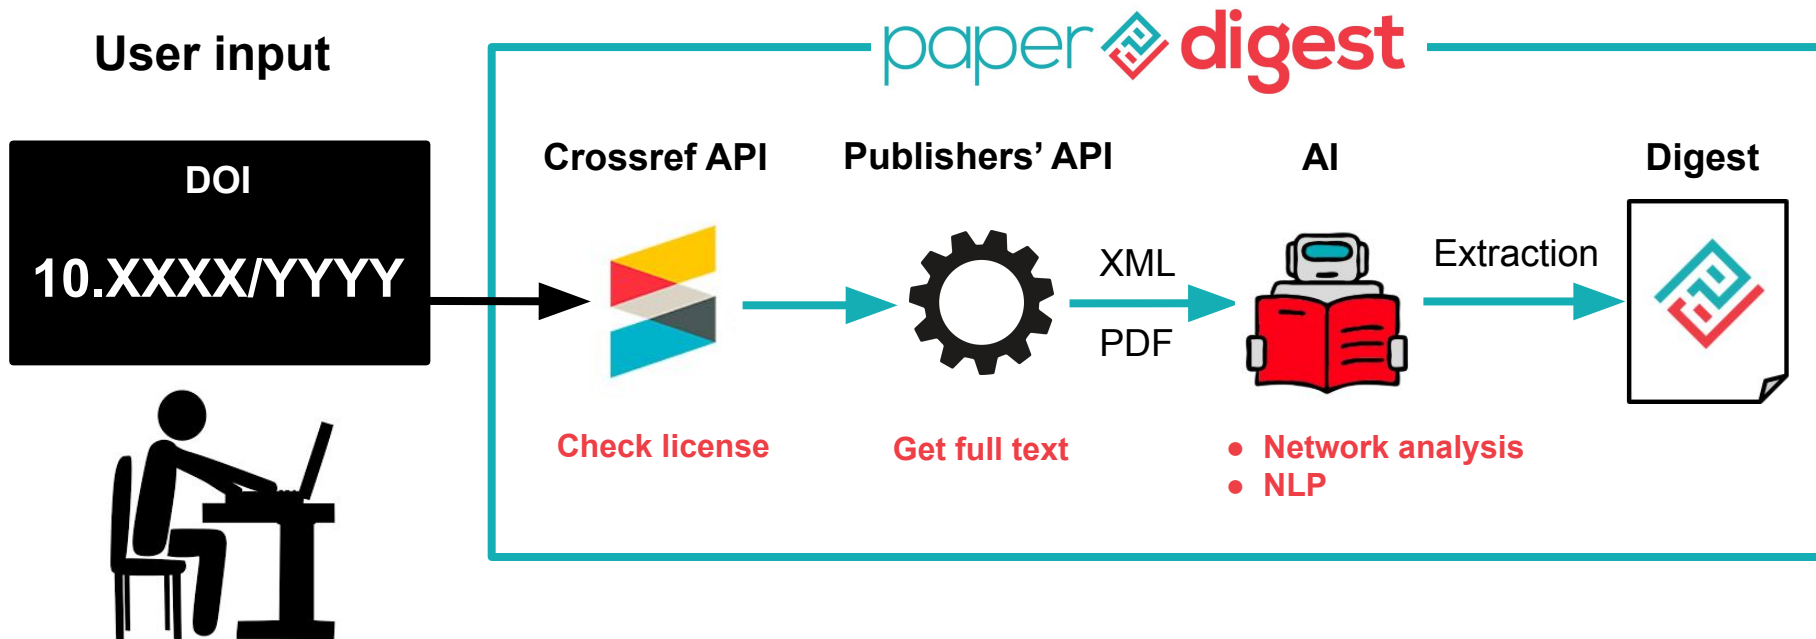 User input
paper digest
DOI
10.XXXX/YYYY
Crossref API
Publishers’ API
AI
Digest
XML
PDF
Extraction
Check license
Get full text
● Network analysis
● NLP